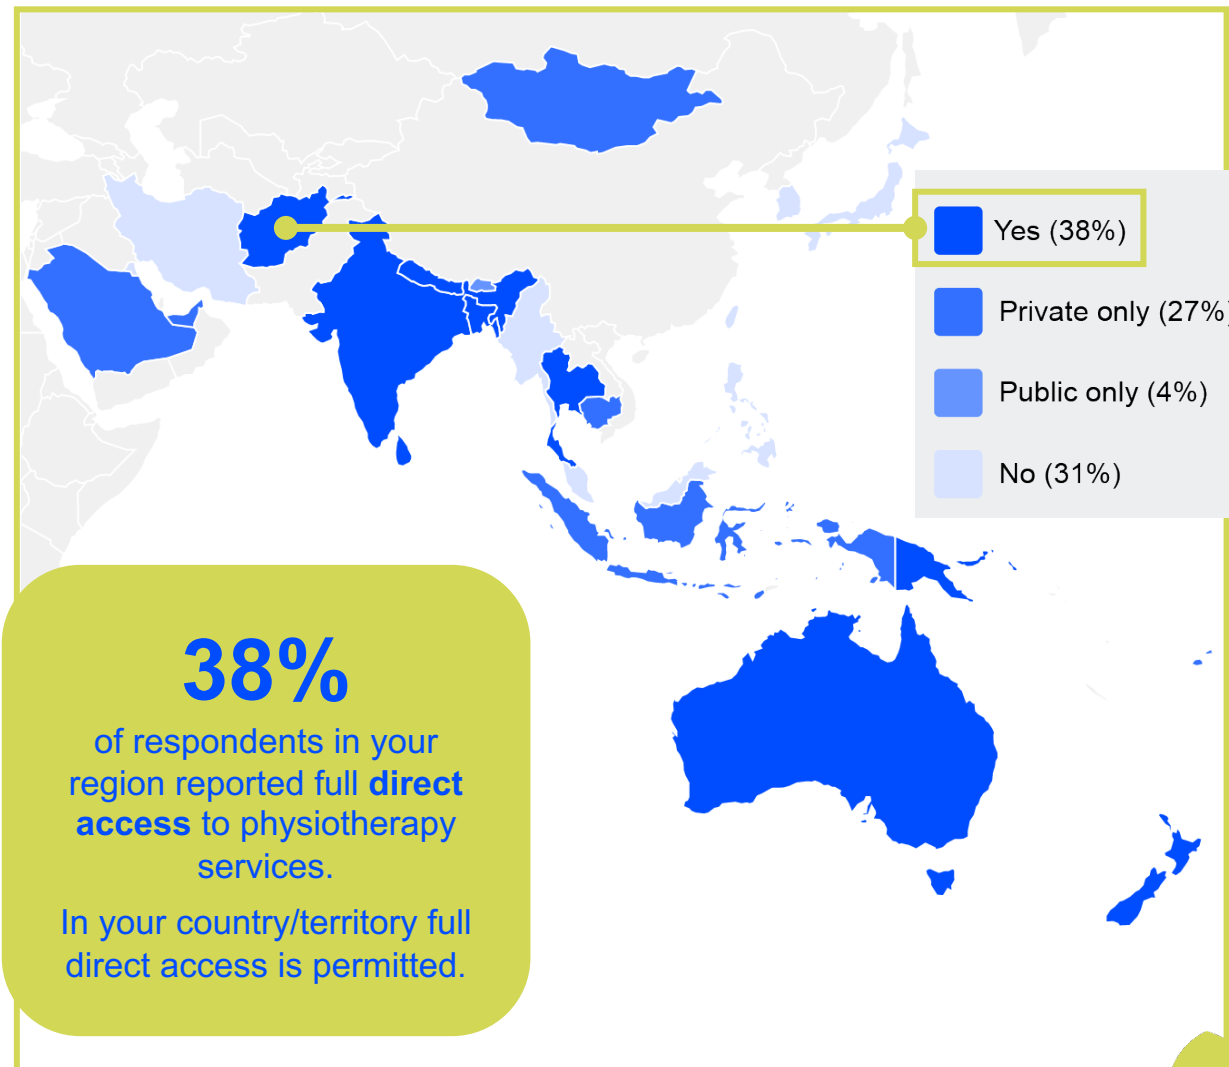 Yes (38%)
Private only (27%)
Public only (4%)
No (31%)
38%
of respondents in your
region reported full direct
access to physiotherapy
services.
In your country/territory full
direct access is permitted.